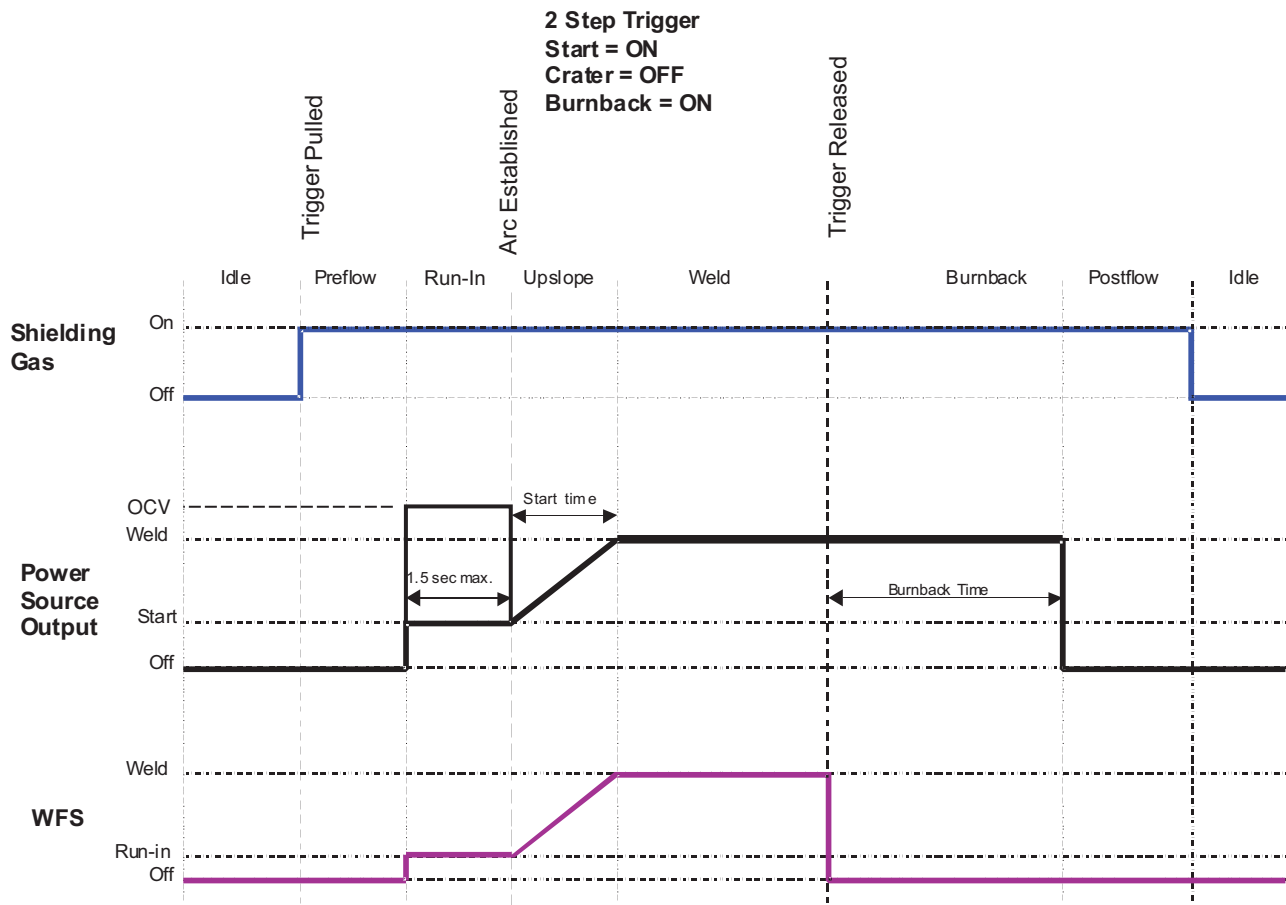 2 Step Trigger
Start = ON
Crater = OFF
Burnback = ON
Trigger Pulled
Arc Established
Trigger Released
Idle
Preflow
Run-In
Upslope
Weld
Burnback
Postflow
Idle
Shielding
Gas
On
Off
Power
Source
Output
OCV
Weld
Start
Off
Start time
1.5 sec max.
Burnback Time
WFS
Weld
Run-in
Off